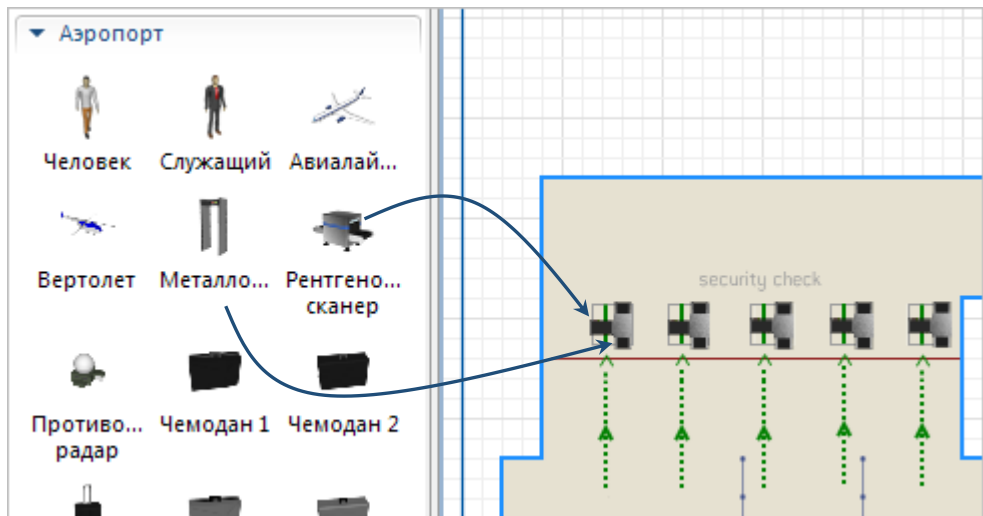 Аэропорт
Человек
Служащий
Авиалай...
Вертолет
Металло...
Рентгено...
сканер
security check
Противо...
радар
Чемодан 1
Чемодан 2